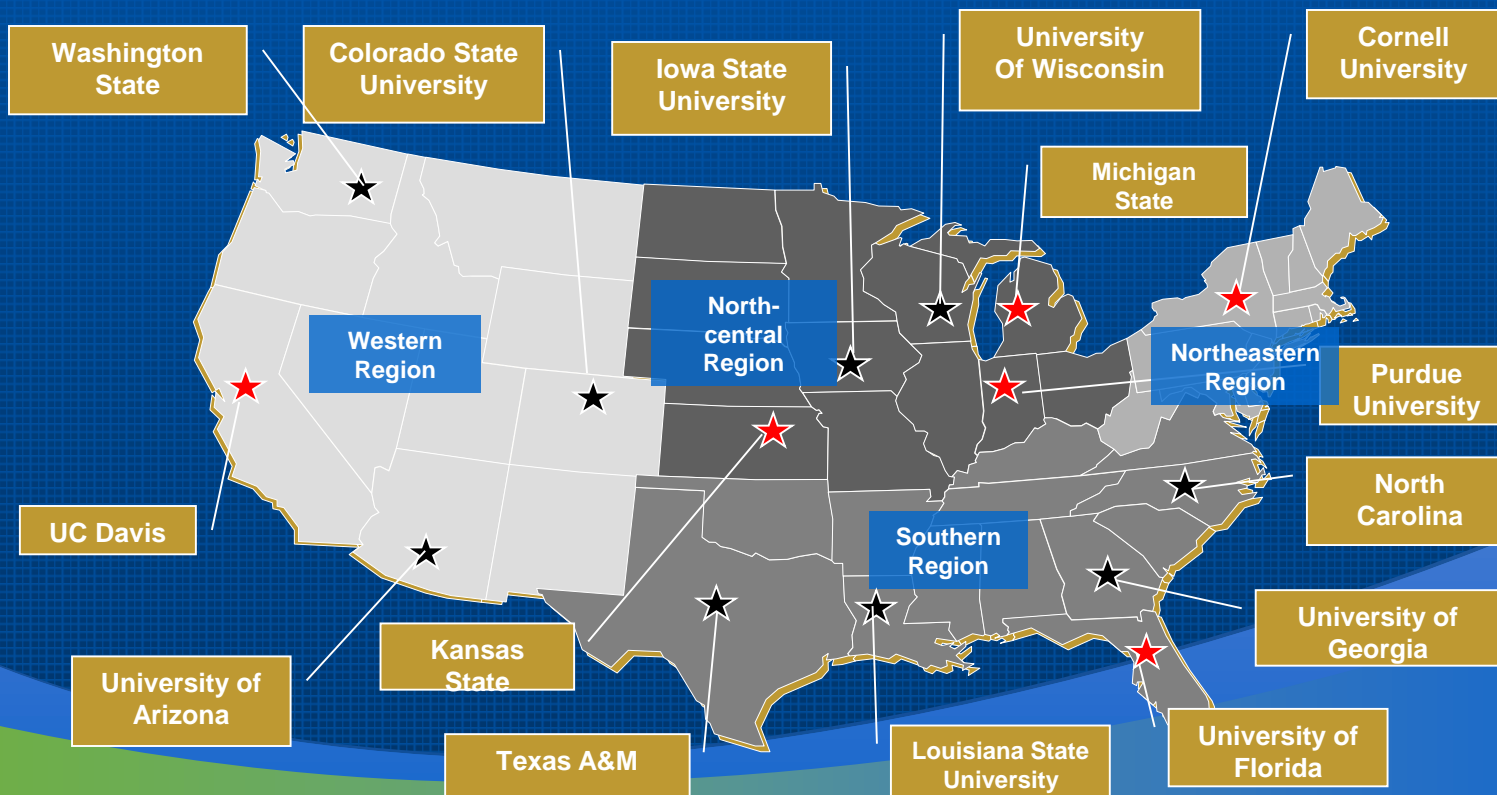 Washington
State
Colorado State
University
Iowa State
University
University
Of Wisconsin
Cornell
University
Michigan
State
Western
Region
North-
central
Region
Northeastern
Region
Purdue
University
UC Davis
Southern
Region
North
Carolina
University of
Arizona
Kansas
State
Texas A&M
Louisiana State
University
University of
Florida
University of
Georgia